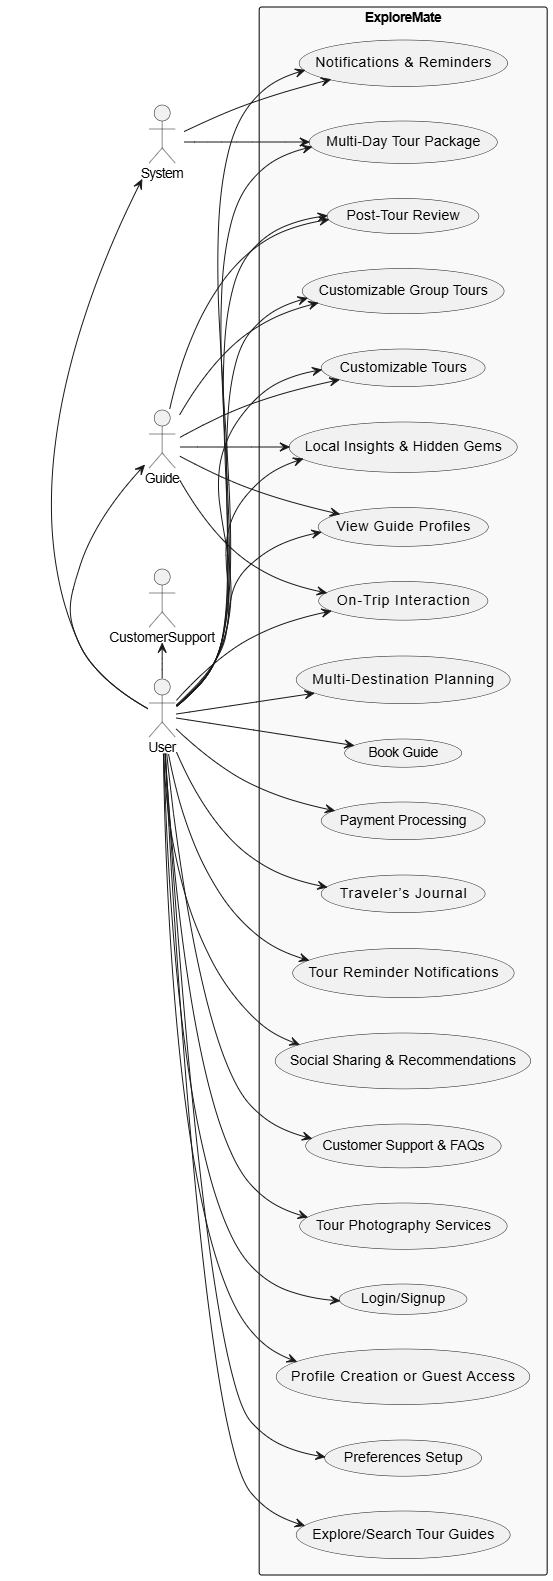 ExploreMate
Notifications & Reminders
Multi-Day Tour Package
System
Post-Tour Review
Customizable Group Tours
Customizable Tours
Local Insights & Hidden Gems
Guide
View Guide Profiles
On-Trip Interaction
CustomerSupport
Multi-Destination Planning
User
Book Guide
Payment Processing
Traveler’s Journal
Tour Reminder Notifications
Social Sharing & Recommendations
Customer Support & FAQs
Tour Photography Services
Login/Signup
Profile Creation or Guest Access
Preferences Setup
Explore/Search Tour Guides